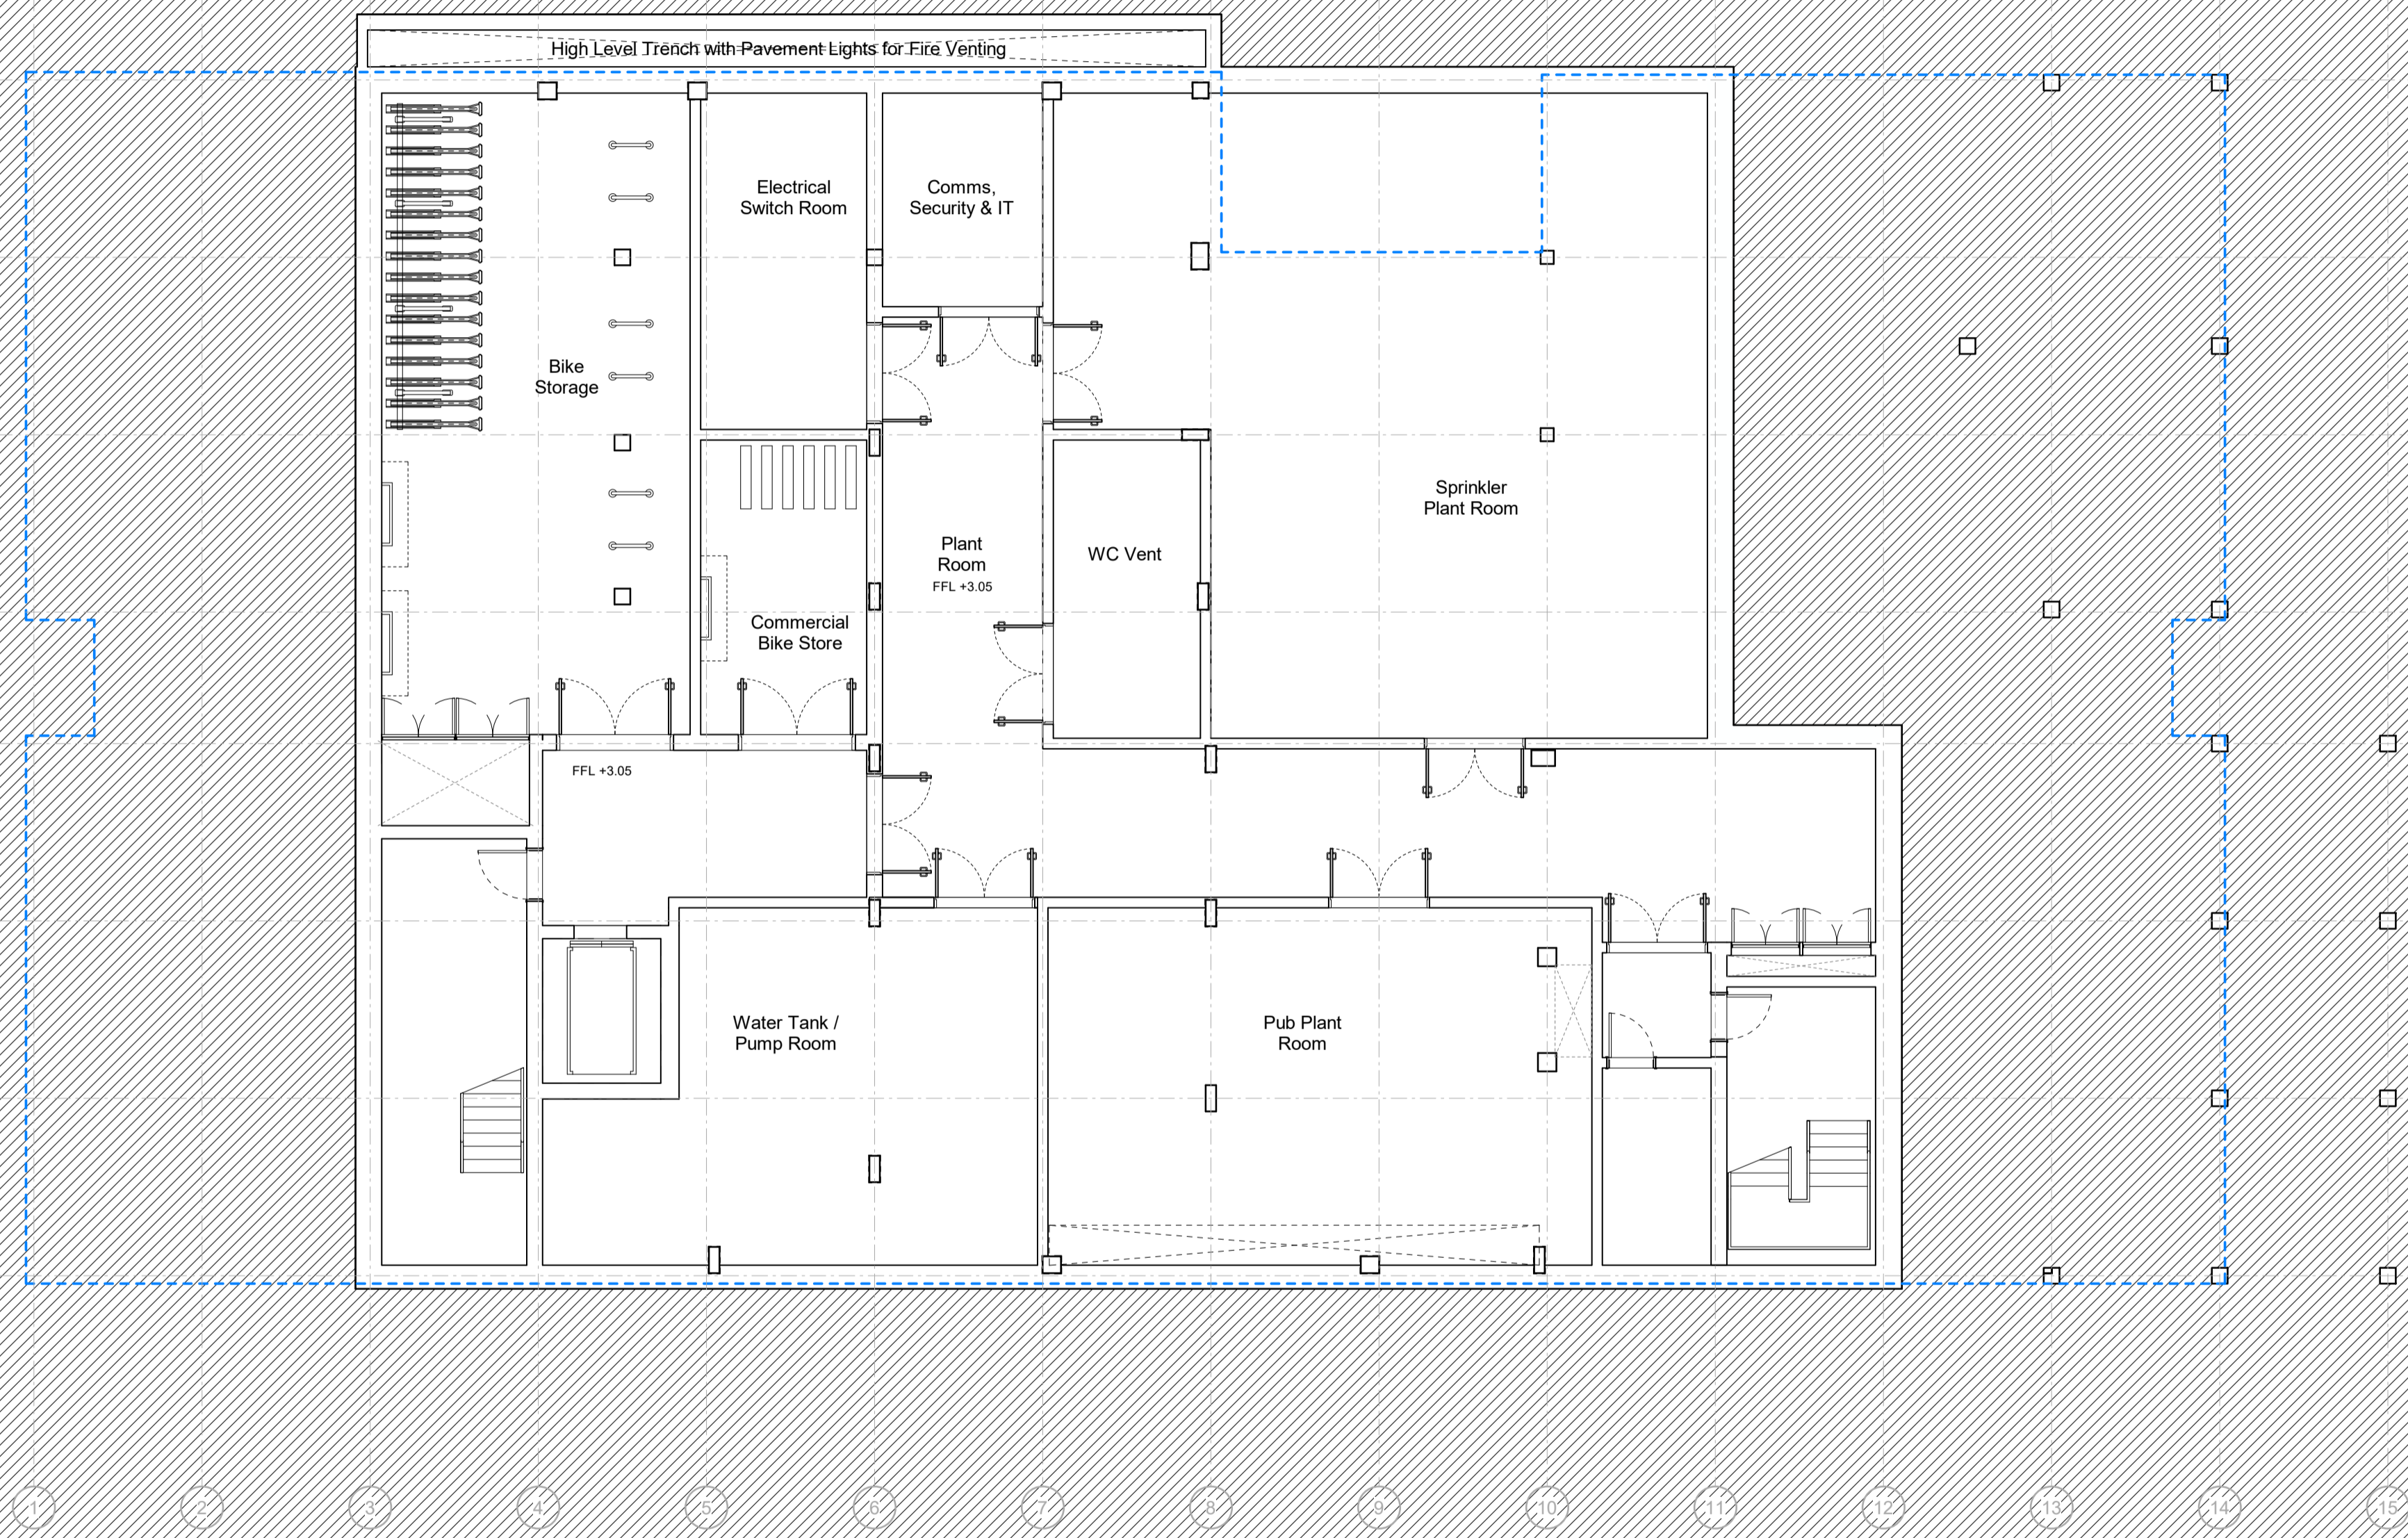 High Level Trench with Pavement Lights for Fire Venting
Electrical
Switch Room
Comms,
Security & IT
Bike
Storage
Sprinkler
Plant Room
Plant
Room
FFL +3.05
WC Vent
Commercial
Bike Store
FFL +3.05
Water Tank /
Pump Room
Pub Plant
Room
1
2
3
4
5
6
7
8
9
10
11
12
13
14
15